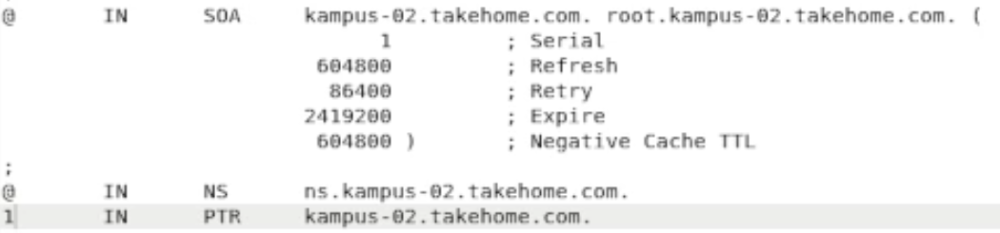 @ IN SOA kampus-02.takehome.com. root.kampus-02.takehome.com. (
1 ; Serial
604800 ; Refresh
86400 ; Retry
2419200 ; Expire
604800 ) ; Negative Cache TTL
;
@ IN NS ns.kampus-02.takehome.com.
1 IN PTR kampus-02.takehome.com.